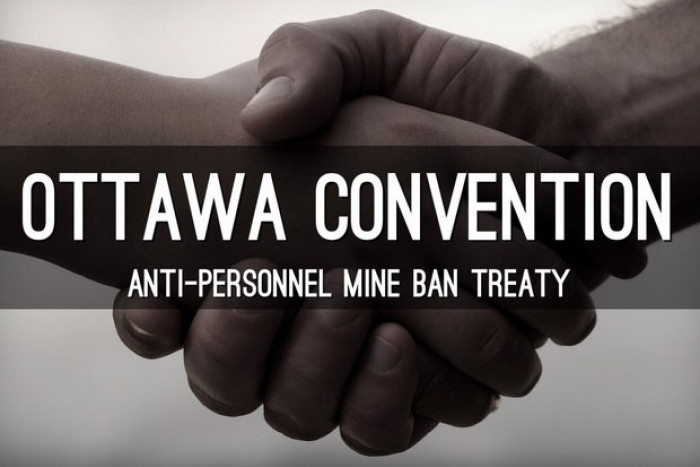 OTTAWA CONVENTION
ANTI-PERSONNEL MINE BAN TREATY